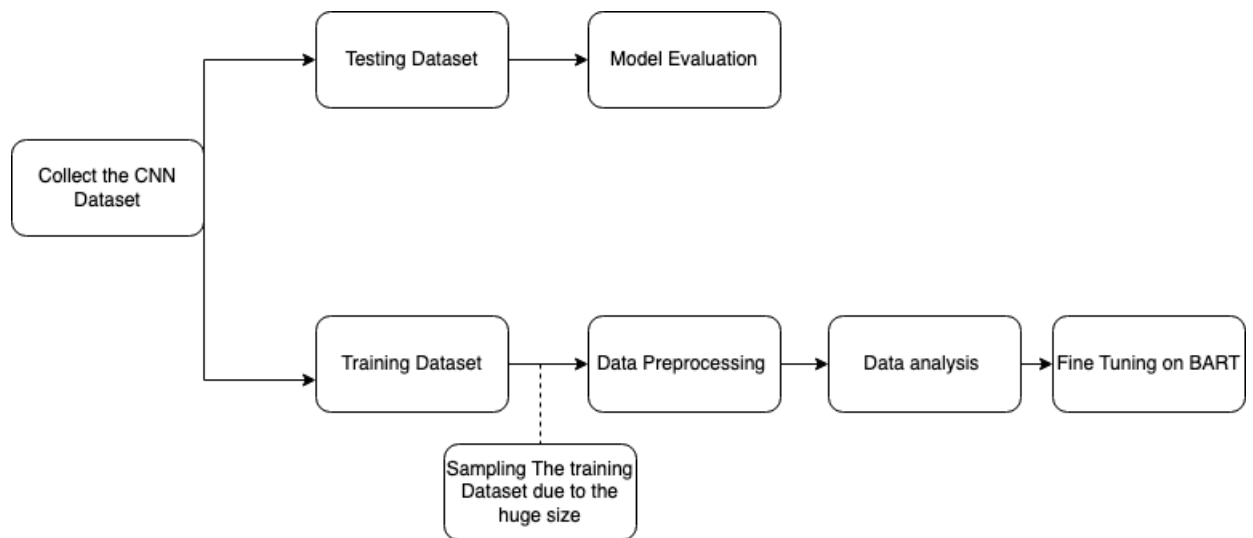 Testing Dataset
Model Evaluation
Collect the CNN
Dataset
Training Dataset
Data Preprocessing
Data analysis
Fine Tuning on BART
Sampling The training
Dataset due to the
huge size